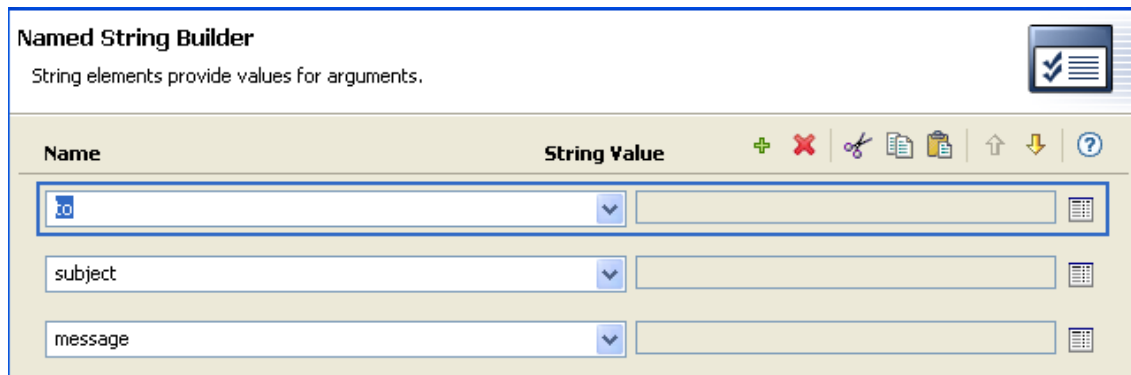 Named String Builder
String elements provide values for arguments.
Name String Value
to
subject
message